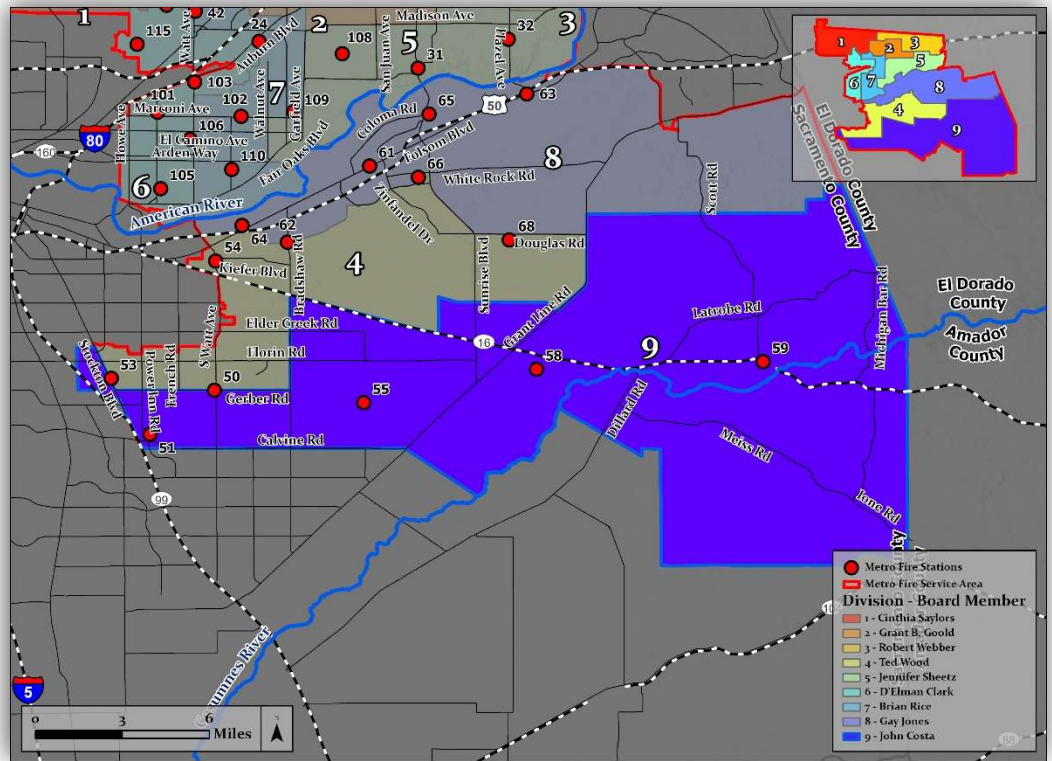 1
42
24
2
Madison Ave
32
3
115
Watt Ave
Auburn Blvd
108
San Juan Ave
5
31
Hazel Ave
103
7
50
63
101
Marconi Ave
102
Walnut Ave
109
Garfield Ave
65
Coloma Rd
Howe Ave
80
106
El Camino Ave
Arden Way
Fair Oaks Blvd
Folsom Blvd
160
110
61
66
8
White Rock Rd
6
105
American River
Zinfandel Dr.
Scott Rd
El Dorado County
Sacramento County
64
62
68
Douglas Rd
54
Kiefer Blvd
Bradshaw Rd
4
Sunrise Blvd
Grant Line Rd
Latrobe Rd
Michigan Bar Rd
El Dorado
County
Amador
County
Elder Creek Rd
S Watt Ave
Florin Rd
16
58
9
59
Stockton Blvd
53
Power Inn Rd
French Rd
50
Gerber Rd
55
Dillard Rd
51
Calvine Rd
Meiss Rd
99
Ione Rd
Cosumnes River
5
104
88
1
2
3
5
6
7
8
4
9
Metro Fire Stations
Metro Fire Service Area
Division - Board Member
1 - Cinthia Saylors
2 - Grant B. Goold
3 - Robert Webber
4 - Ted Wood
5 - Jennifer Sheetz
6 - D'Elman Clark
7 - Brian Rice
8 - Gay Jones
9 - John Costa
0 3 6
Miles
N